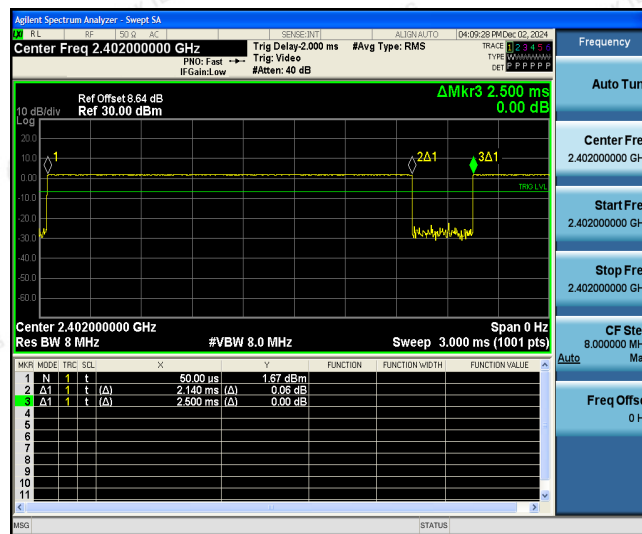 Agilent Spectrum Analyzer - Swept SA
LXI RL RF 50 Ω AC SENSE:INT ALIGN AUTO 04:09:28 PM Dec 02, 2024
Center Freq 2.402000000 GHz Trig Delay-2.000 ms #Avg Type: RMS TRACE 1 2 3 4 5 6
PNO: Fast Trig: Video TYPE WWWWWW
IFGain:Low #Atten: 40 dB DET P P P P P P
Ref Offset 8.64 dB ΔMkr3 2.500 ms
10 dB/div Ref 30.00 dBm 0.00 dB
Log
20.0
10.0
0.00
-10.0
-20.0
-30.0
-40.0
-50.0
-60.0
1 2Δ1 3Δ1
TRIG LVL
Center 2.402000000 GHz Span 0 Hz
Res BW 8 MHz #VBW 8.0 MHz Sweep 3.000 ms (1001 pts)
MKR MODE TRC SCL X Y FUNCTION FUNCTION WIDTH FUNCTION VALUE
1 N 1 t 50.00 µs 1.67 dBm
2 Δ1 1 t (Δ) 2.140 ms (Δ) 0.06 dB
3 Δ1 1 t (Δ) 2.500 ms (Δ) 0.00 dB
4
5
6
7
8
9
10
11
MSG STATUS
Frequency
Auto Tun
Center Fre
2.402000000 GH
Start Fre
2.402000000 GH
Stop Fre
2.402000000 GH
CF Ste
8.000000 MH
Auto Ma
Freq Offse
0 H